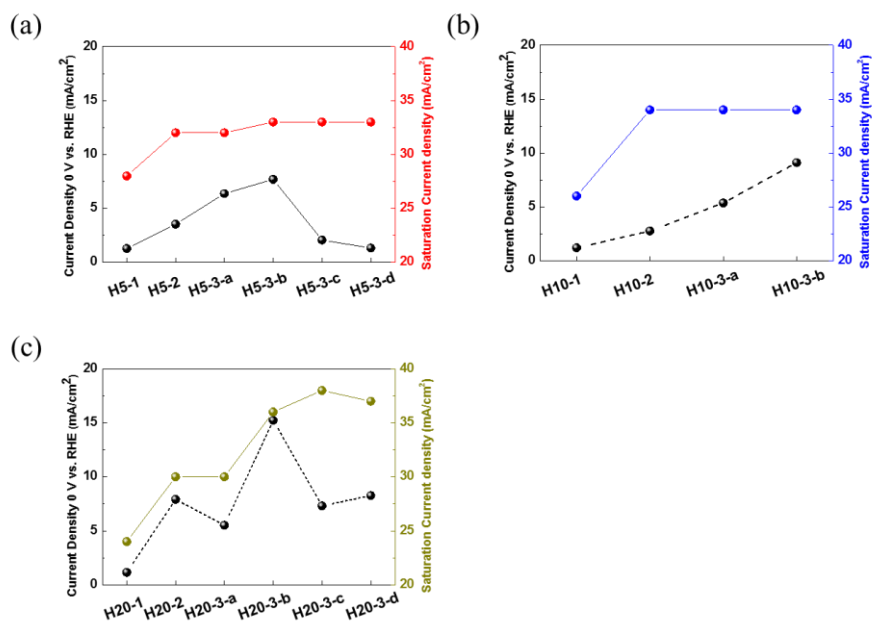 (a)
20
15
10
5
0
Current Density 0 V vs. RHE (mA/cm²)
40
35
30
25
20
Saturation Current density (mA/cm²)
H5-1
H5-2
H5-3-a
H5-3-b
H5-3-c
H5-3-d
(b)
20
15
10
5
0
Current Density 0 V vs. RHE (mA/cm²)
40
35
30
25
20
Saturation Current density (mA/cm²)
H10-1
H10-2
H10-3-a
H10-3-b
(c)
20
15
10
5
0
Current Density 0 V vs. RHE (mA/cm²)
40
35
30
25
20
Saturation Current density (mA/cm²)
H20-1
H20-2
H20-3-a
H20-3-b
H20-3-c
H20-3-d